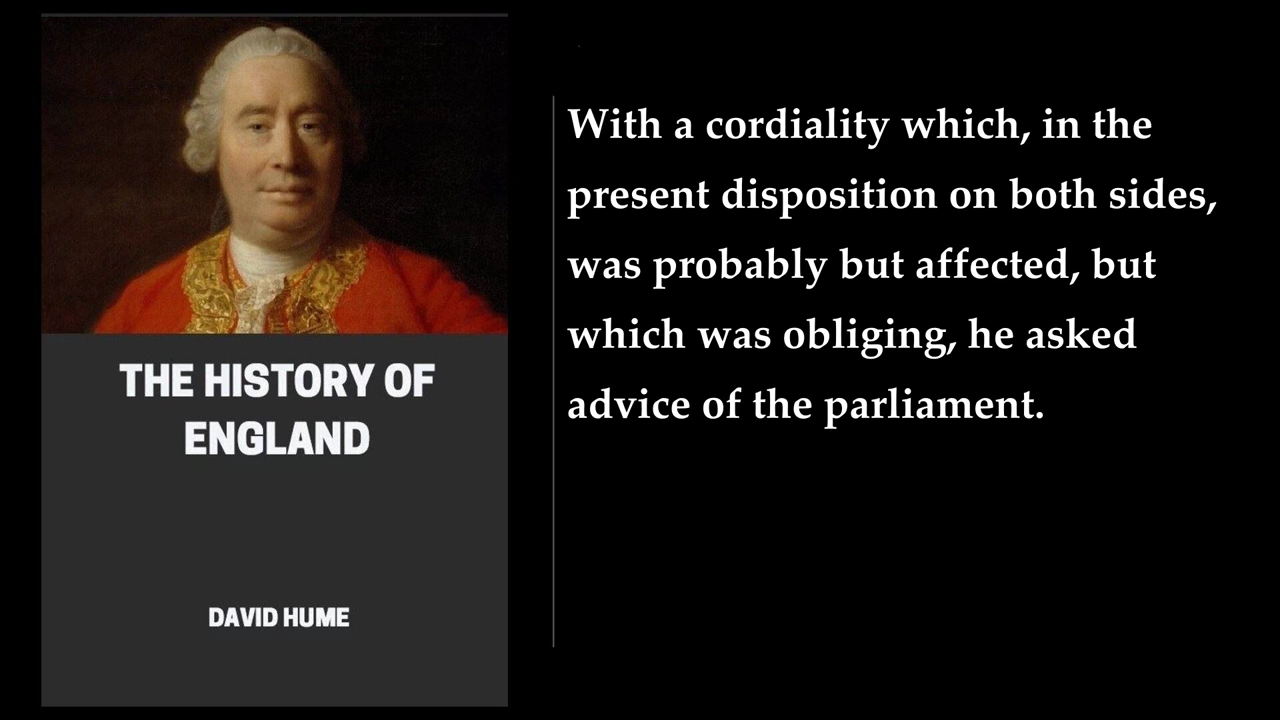 THE HISTORY OF
ENGLAND
DAVID HUME
With a cordiality which, in the
present disposition on both sides,
was probably but affected, but
which was obliging, he asked
advice of the parliament.